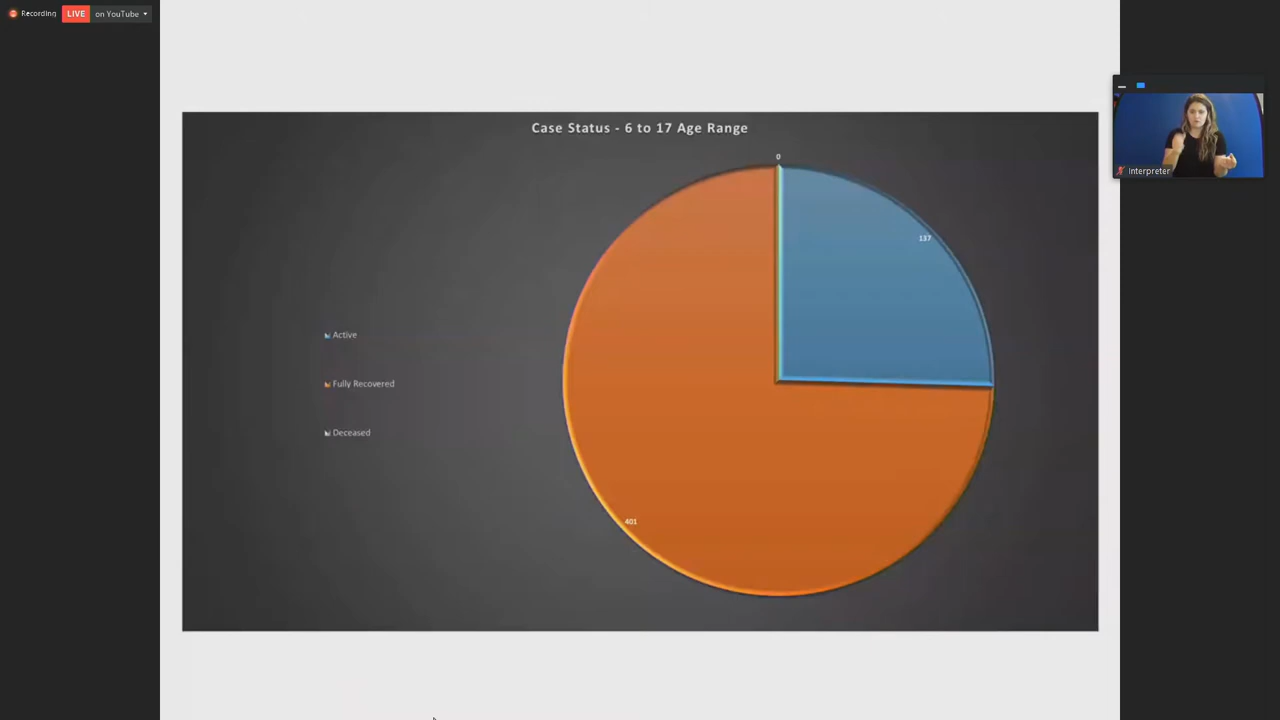 Recording
LIVE on YouTube
Case Status - 6 to 17 Age Range
0
137
Active
Fully Recovered
Deceased
401
Interpreter